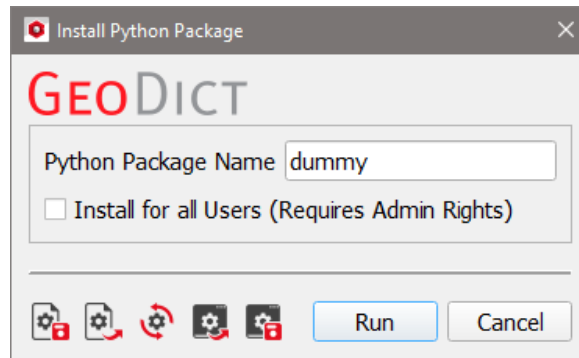 Install Python Package
GEODICT
Python Package Name dummy
Install for all Users (Requires Admin Rights)
Run Cancel